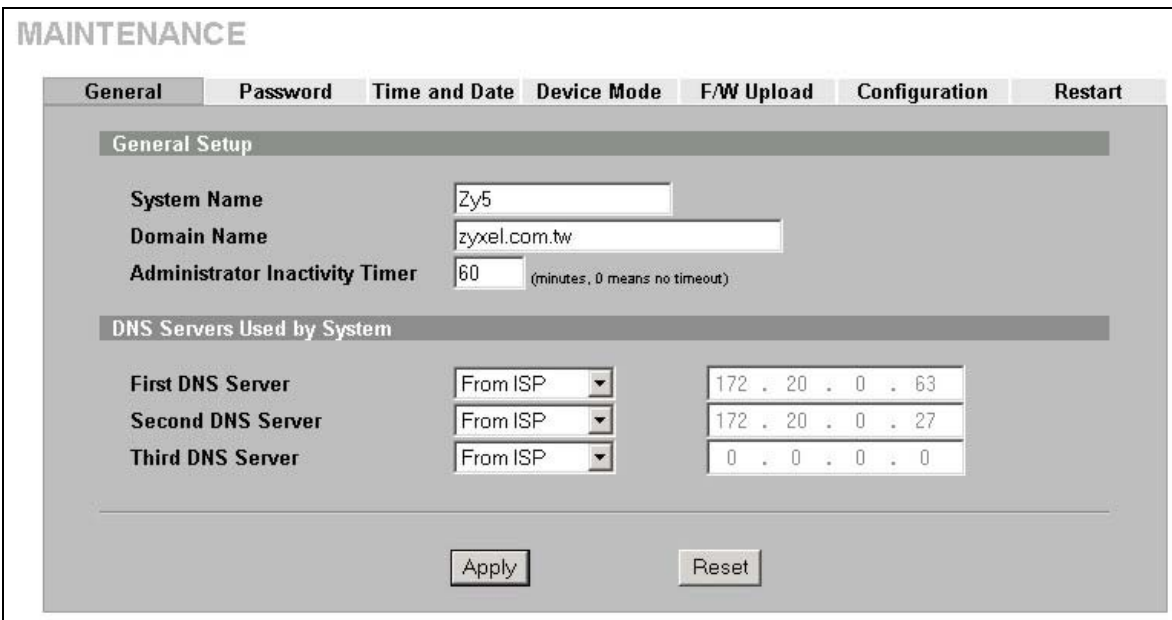 MAINTENANCE
General Password Time and Date Device Mode F/W Upload Configuration Restart
General Setup
System Name Zy5
Domain Name zyxel.com.tw
Administrator Inactivity Timer 60 (minutes, 0 means no timeout)
DNS Servers Used by System
First DNS Server From ISP 172 . 20 . 0 . 63
Second DNS Server From ISP 172 . 20 . 0 . 27
Third DNS Server From ISP 0 . 0 . 0 . 0
Apply Reset